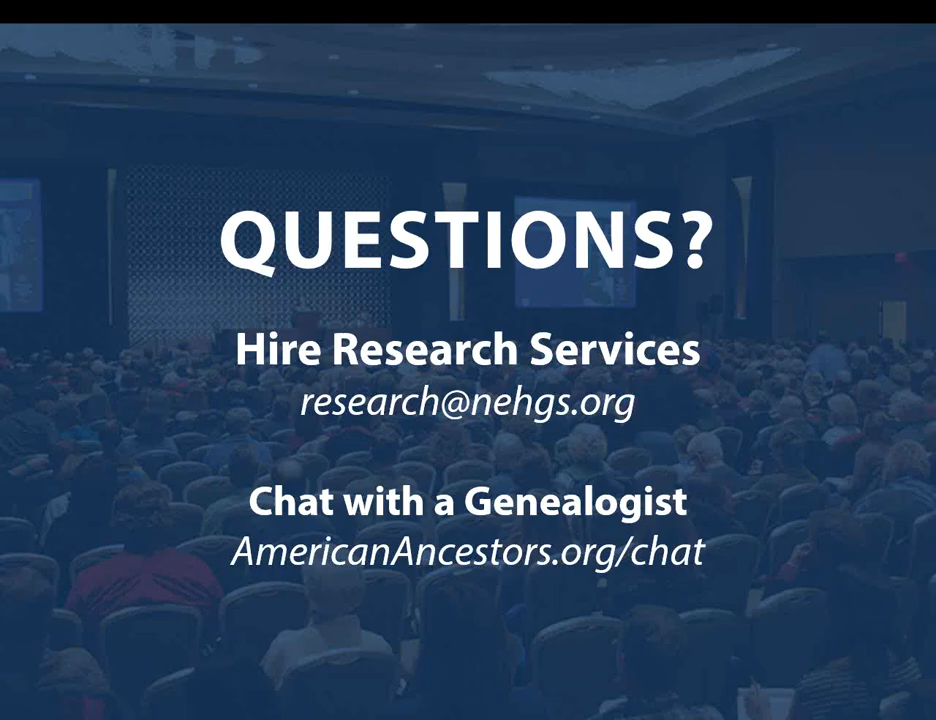 QUESTIONS?
Hire Research Services
research@nehgs.org
Chat with a Genealogist
AmericanAncestors.org/chat